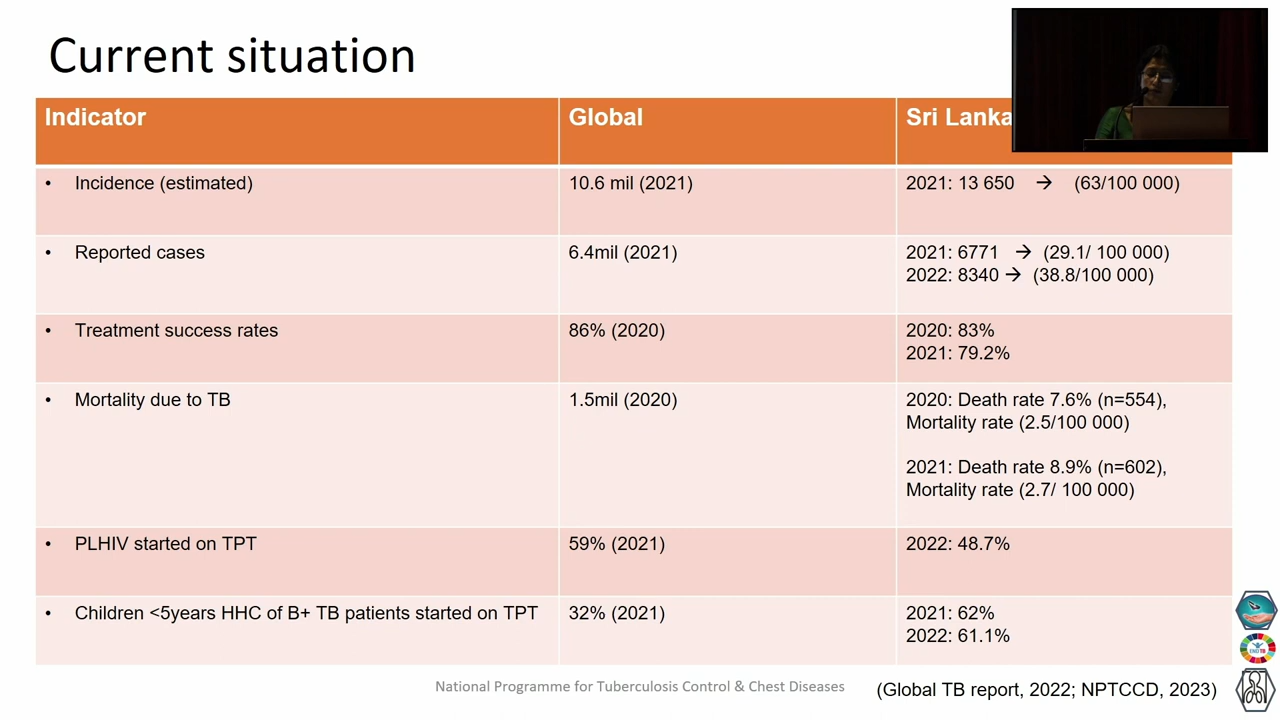 Current situation
Indicator
Global
Sri Lanka
• Incidence (estimated)
10.6 mil (2021)
2021: 13 650 → (63/100 000)
• Reported cases
6.4mil (2021)
2021: 6771 → (29.1/ 100 000)
2022: 8340 → (38.8/100 000)
• Treatment success rates
86% (2020)
2020: 83%
2021: 79.2%
• Mortality due to TB
1.5mil (2020)
2020: Death rate 7.6% (n=554),
Mortality rate (2.5/100 000)
2021: Death rate 8.9% (n=602),
Mortality rate (2.7/ 100 000)
• PLHIV started on TPT
59% (2021)
2022: 48.7%
• Children <5years HHC of B+ TB patients started on TPT
32% (2021)
2021: 62%
2022: 61.1%
END TB
National Programme for Tuberculosis Control & Chest Diseases
(Global TB report, 2022; NPTCCD, 2023)